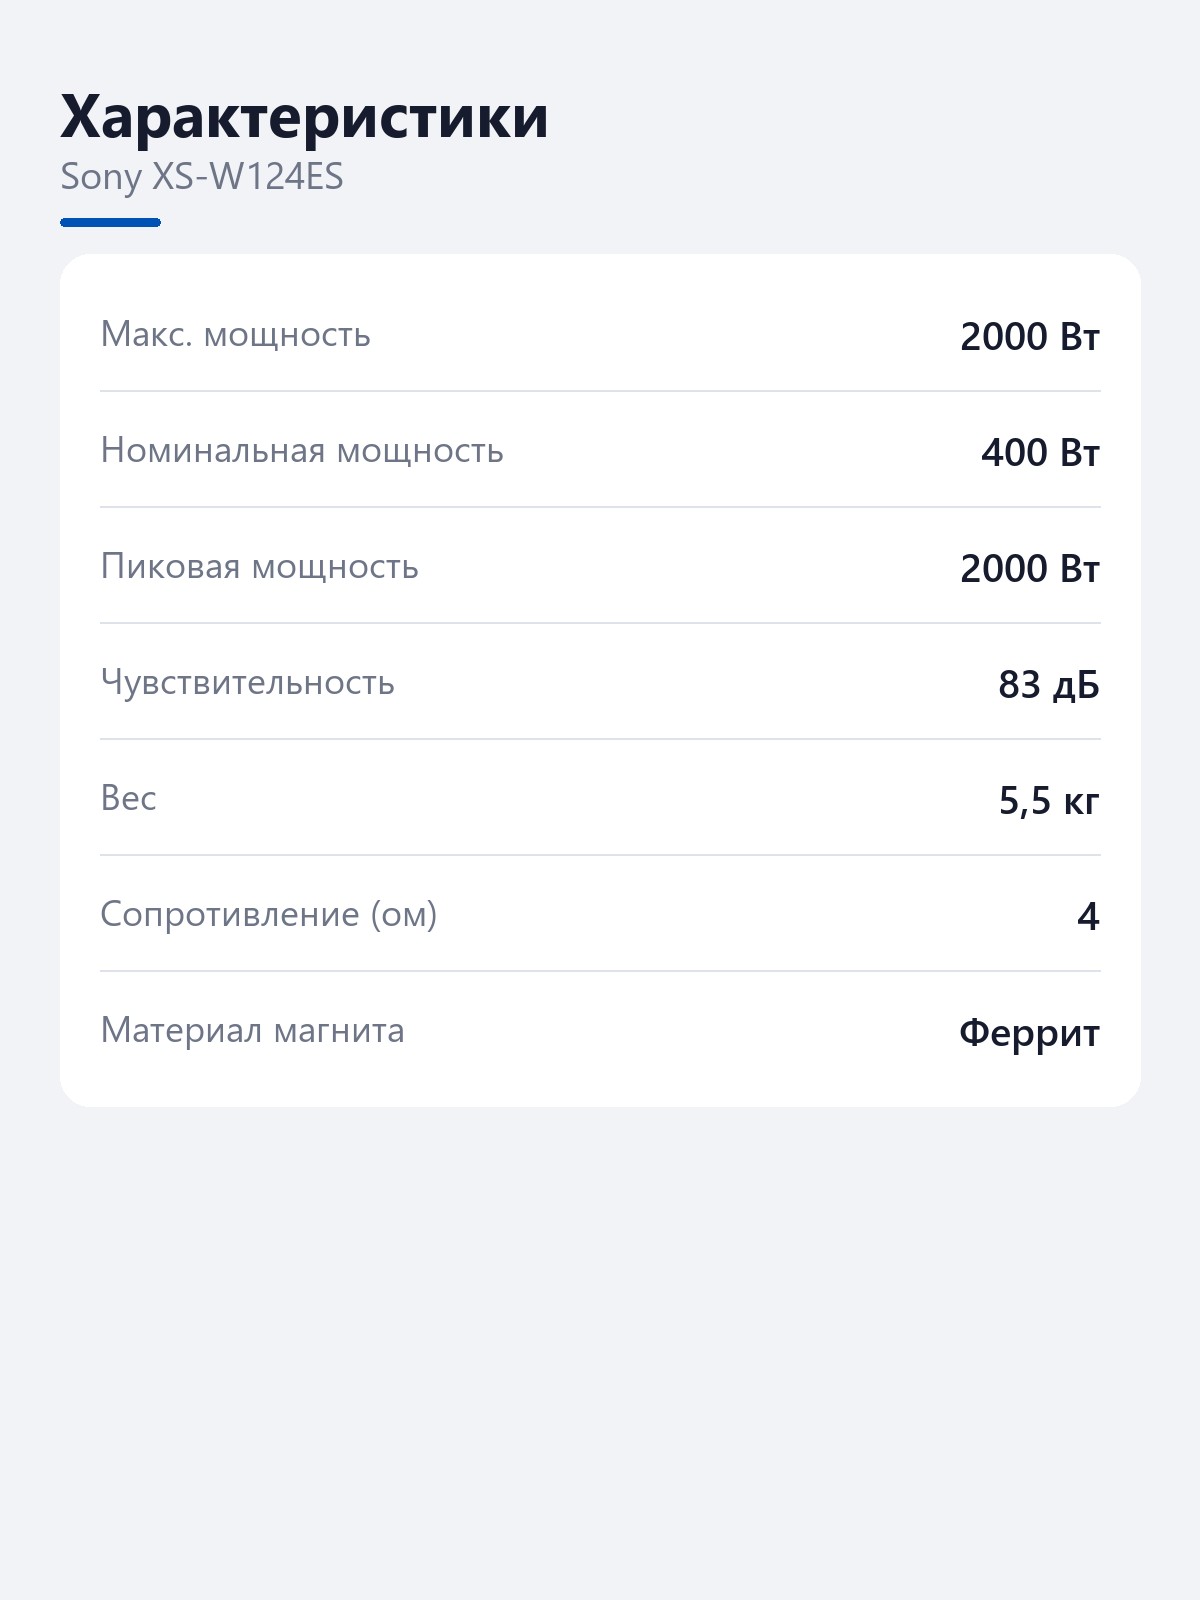 Характеристики
Sony XS-W124ES
Макс. мощность 2000 Вт
Номинальная мощность 400 Вт
Пиковая мощность 2000 Вт
Чувствительность 83 дБ
Вес 5,5 кг
Сопротивление (ом) 4
Материал магнита Феррит